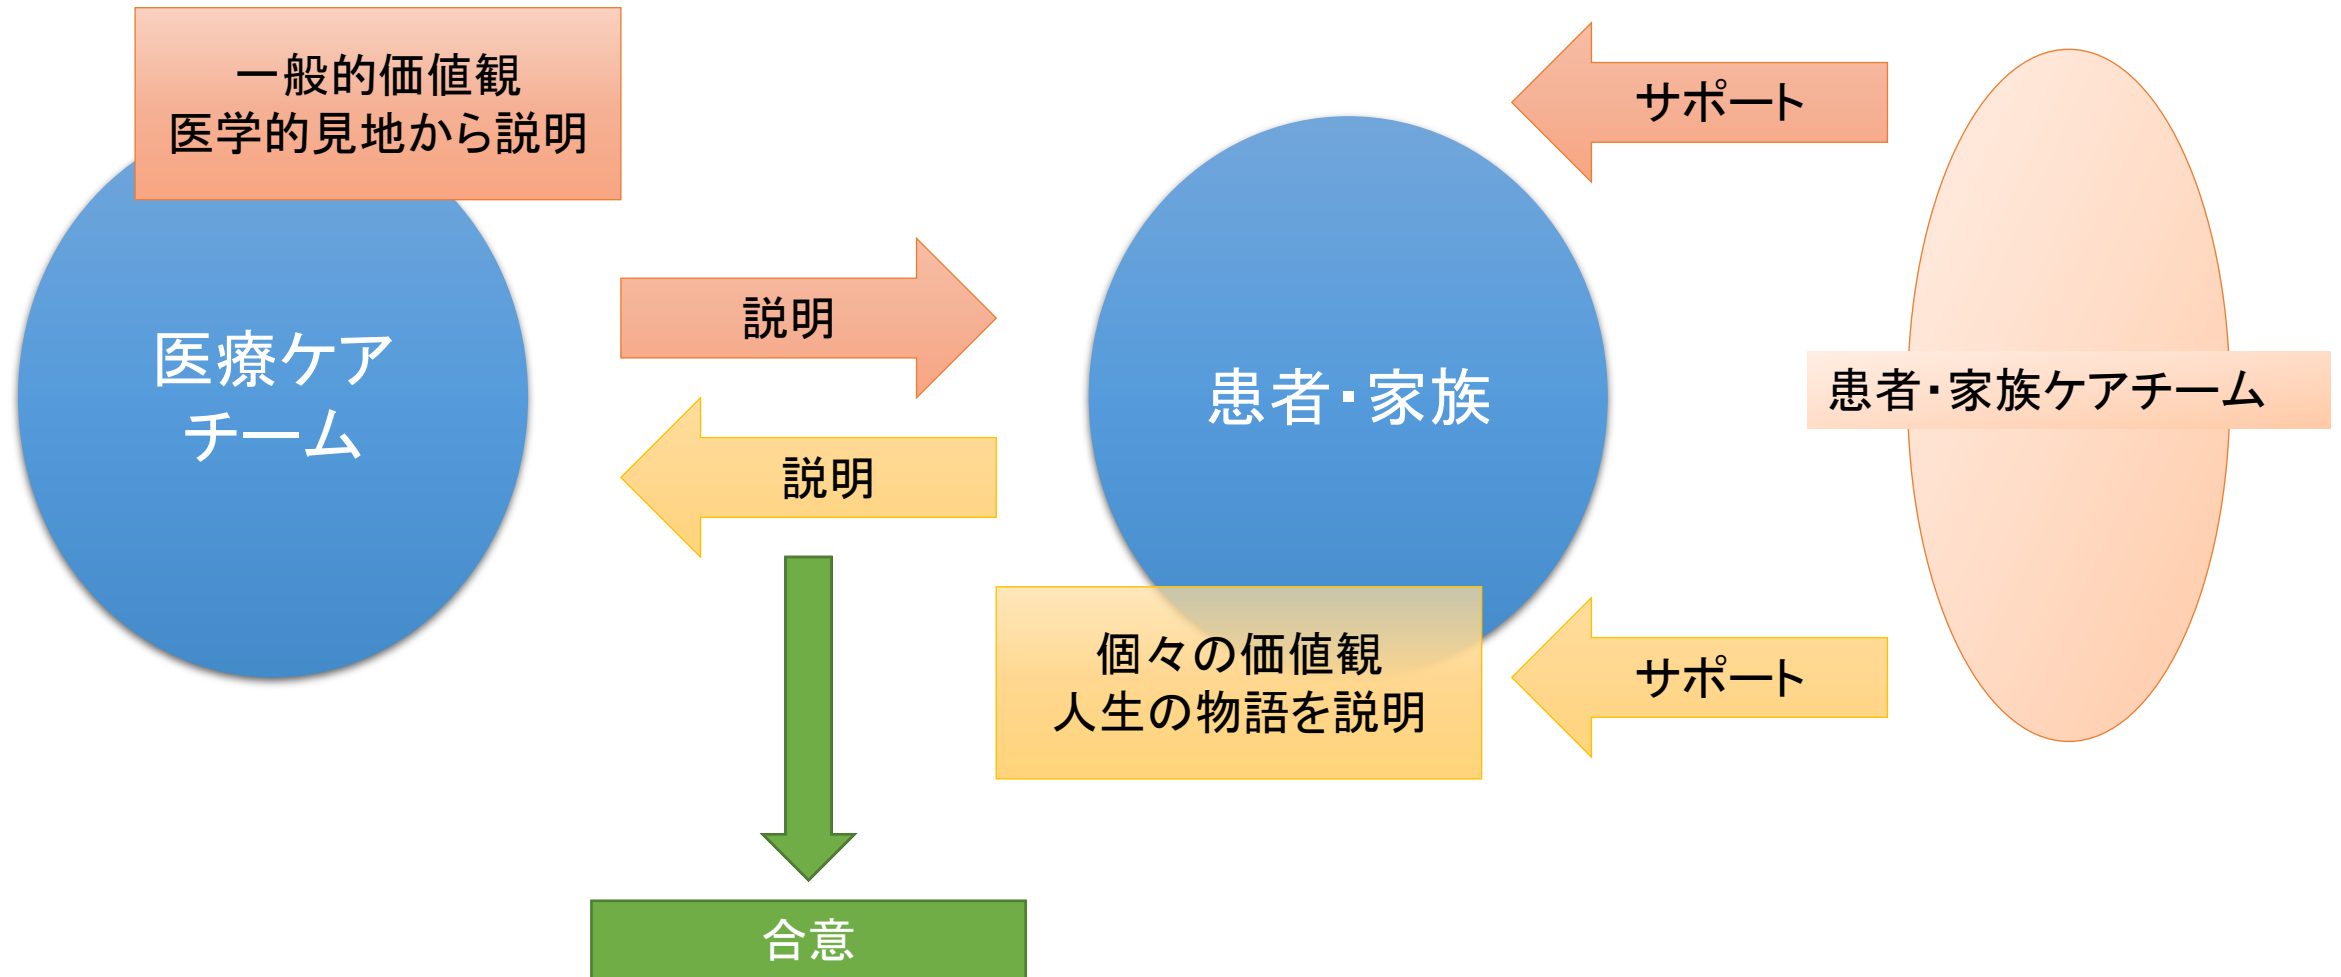 一般的価値観
医学的見地から説明
医療ケア
チーム
説明
説明
患者・家族
個々の価値観
人生の物語を説明
サポート
サポート
患者・家族ケアチーム
合意